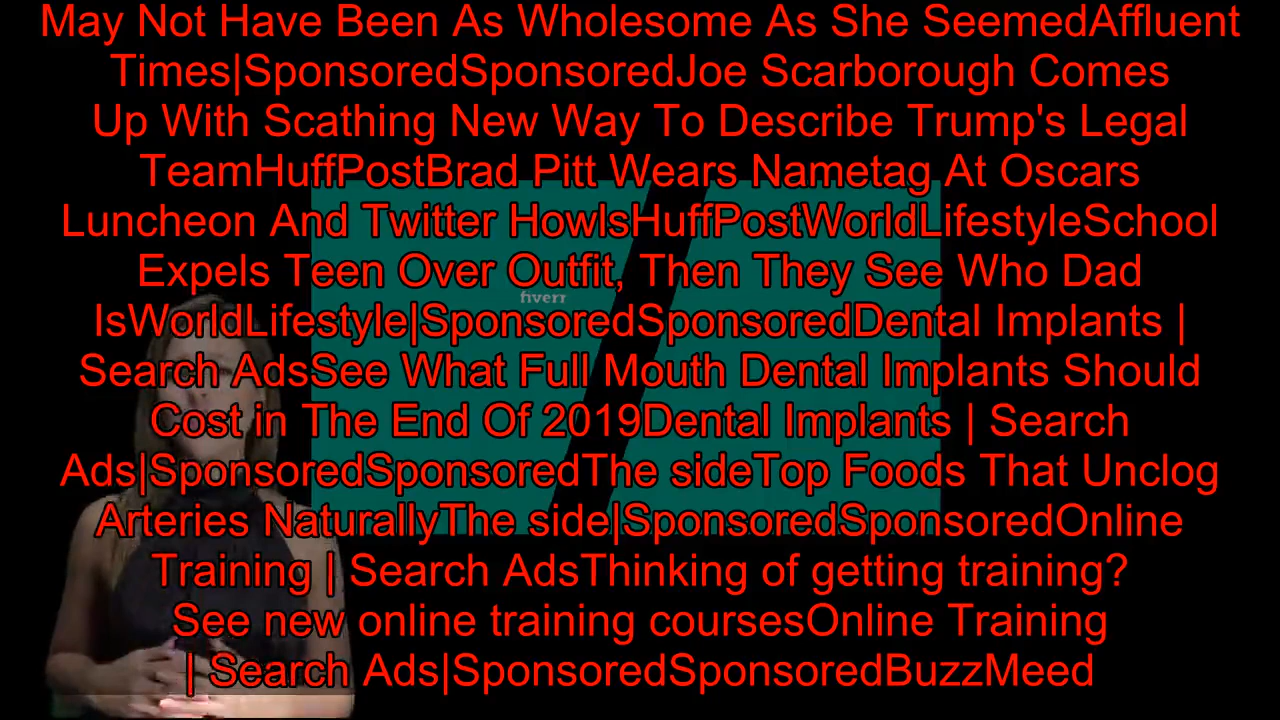 May Not Have Been As Wholesome As She SeemedAffluent
Times|SponsoredSponsoredJoe Scarborough Comes
Up With Scathing New Way To Describe Trump's Legal
TeamHuffPostBrad Pitt Wears Nametag At Oscars
Luncheon And Twitter HowlsHuffPostWorldLifestyleSchool
Expels Teen Over Outfit, Then They See Who Dad
fiverr
IsWorldLifestyle|SponsoredSponsoredDental Implants |
Search AdsSee What Full Mouth Dental Implants Should
Cost in The End Of 2019Dental Implants | Search
Ads|SponsoredSponsoredThe sideTop Foods That Unclog
Arteries NaturallyThe side|SponsoredSponsoredOnline
Training | Search AdsThinking of getting training?
See new online training coursesOnline Training
| Search Ads|SponsoredSponsoredBuzzMeed